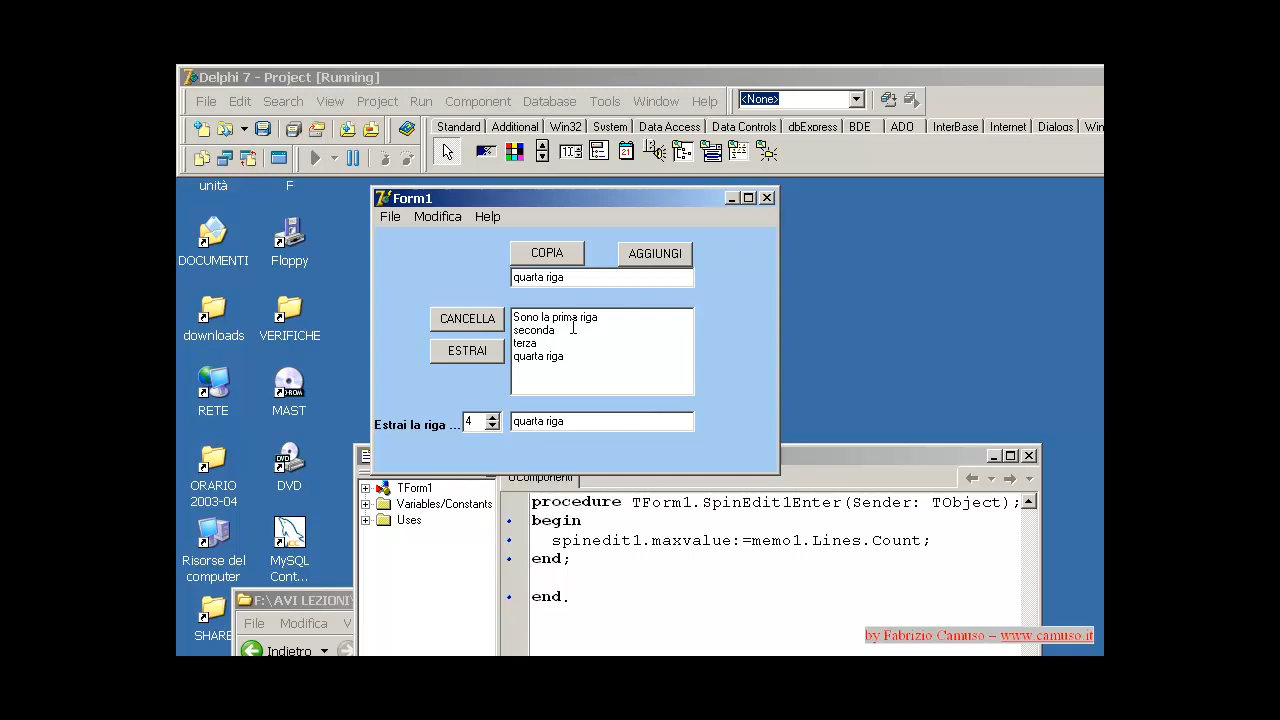 Delphi 7 - Project [Running]
File Edit Search View Project Run Component Database Tools Window Help
<None>
Standard Additional Win32 System Data Access Data Controls dbExpress BDE ADO InterBase Internet Dialogs
unità
F
DOCUMENTI
Floppy
downloads
VERIFICHE
RETE
MAST
ORARIO
2003-04
DVD
Risorse del
computer
MySQL
Cont...
SHARE
Form1
File Modifica Help
COPIA
AGGIUNGI
quarta riga
CANCELLA
ESTRAI
Sono la prima riga
seconda
terza
quarta riga
Estrai la riga ...
4
quarta riga
TForm1
Variables/Constants
Uses
UComponenti
procedure TForm1.SpinEdit1Enter(Sender: TObject);
begin
spinedit1.maxvalue:=memo1.Lines.Count;
end;
end.
F:\AVI LEZIONI\
File Modifica V
Indietro
by Fabrizio Camuso – www.camuso.it